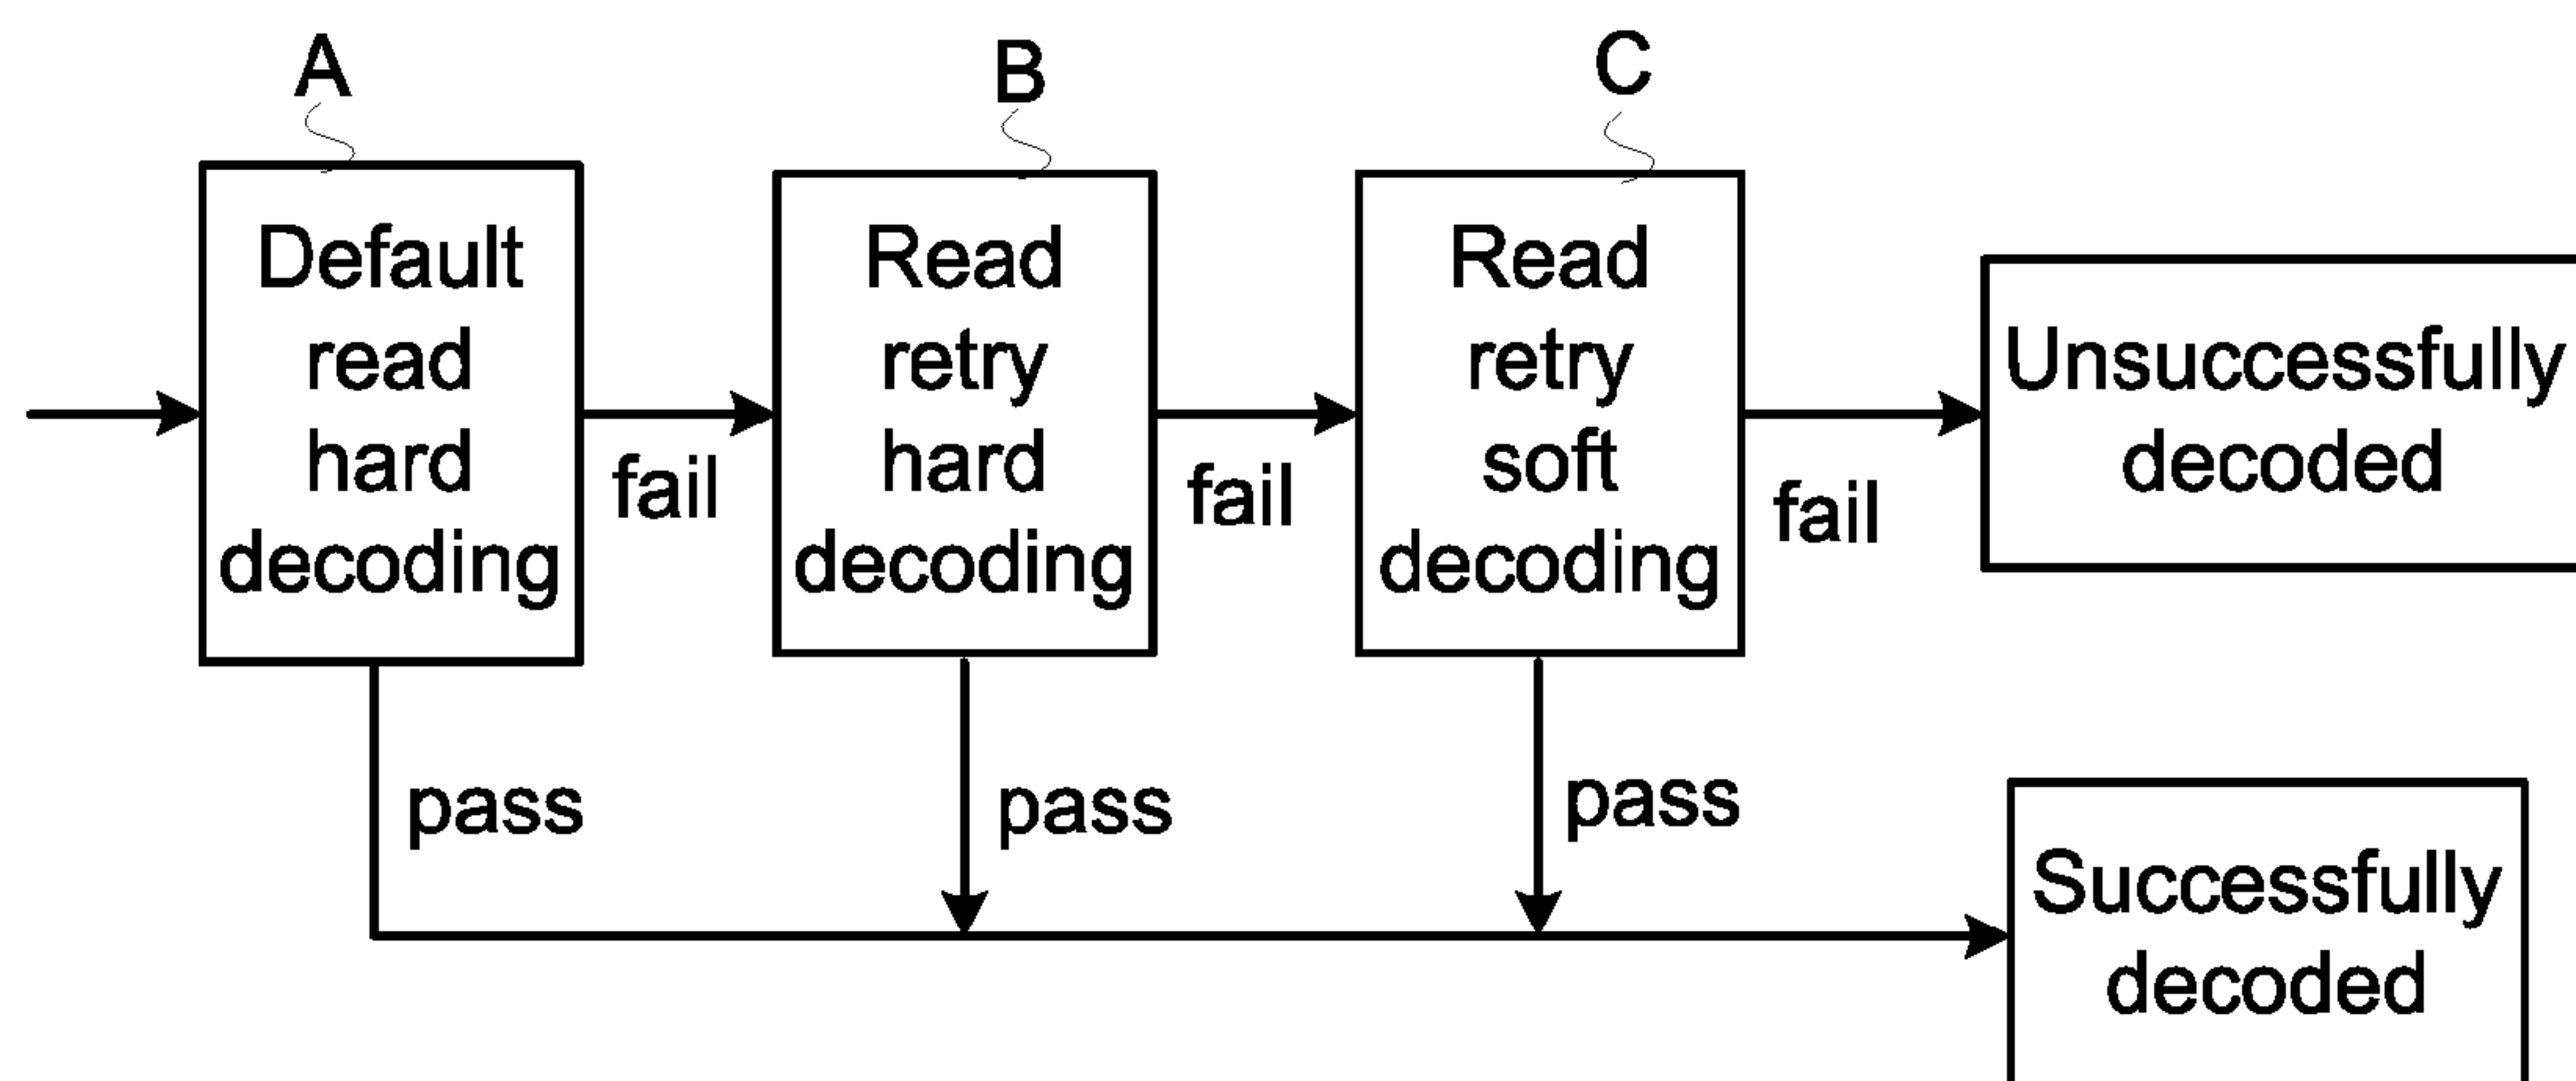 A
B
C
Default
read
hard
decoding
fail
Read
retry
hard
decoding
fail
Read
retry
soft
decoding
fail
Unsuccessfully
decoded
pass
pass
pass
Successfully
decoded